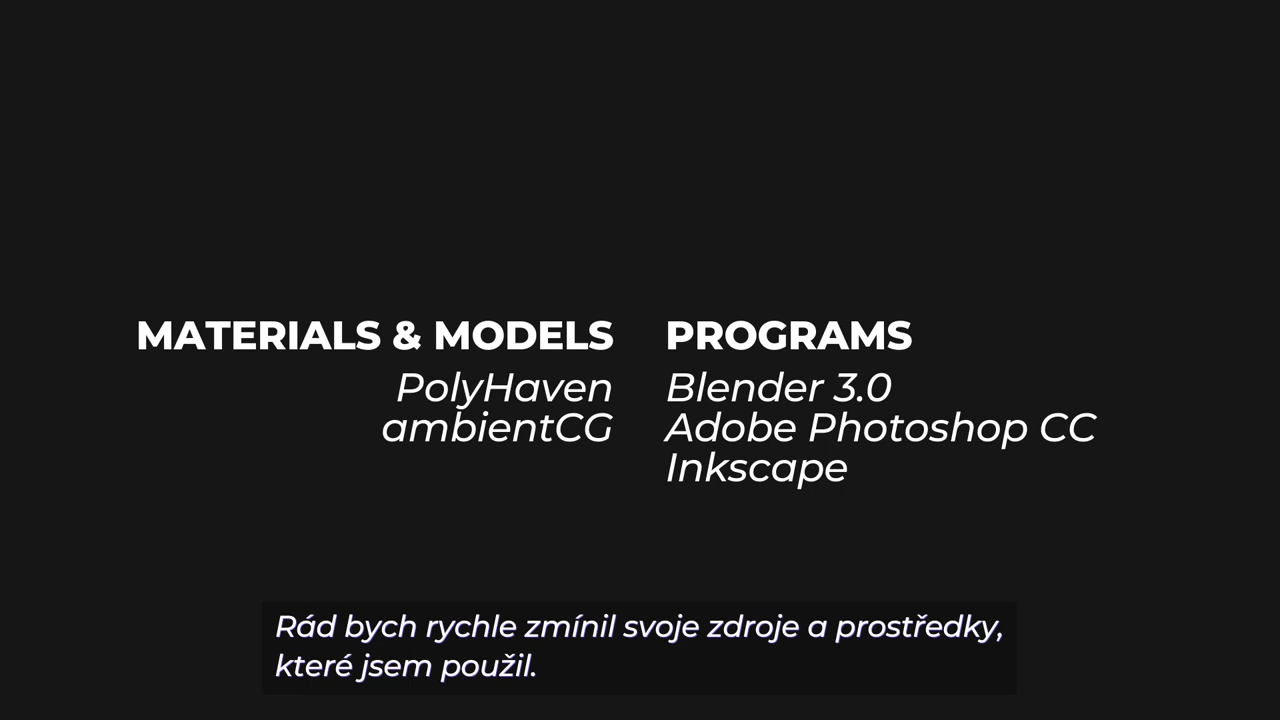 MATERIALS & MODELS
PolyHaven
ambientCG
PROGRAMS
Blender 3.0
Adobe Photoshop CC
Inkscape
Rád bych rychle zmínil svoje zdroje a prostředky,
které jsem použil.